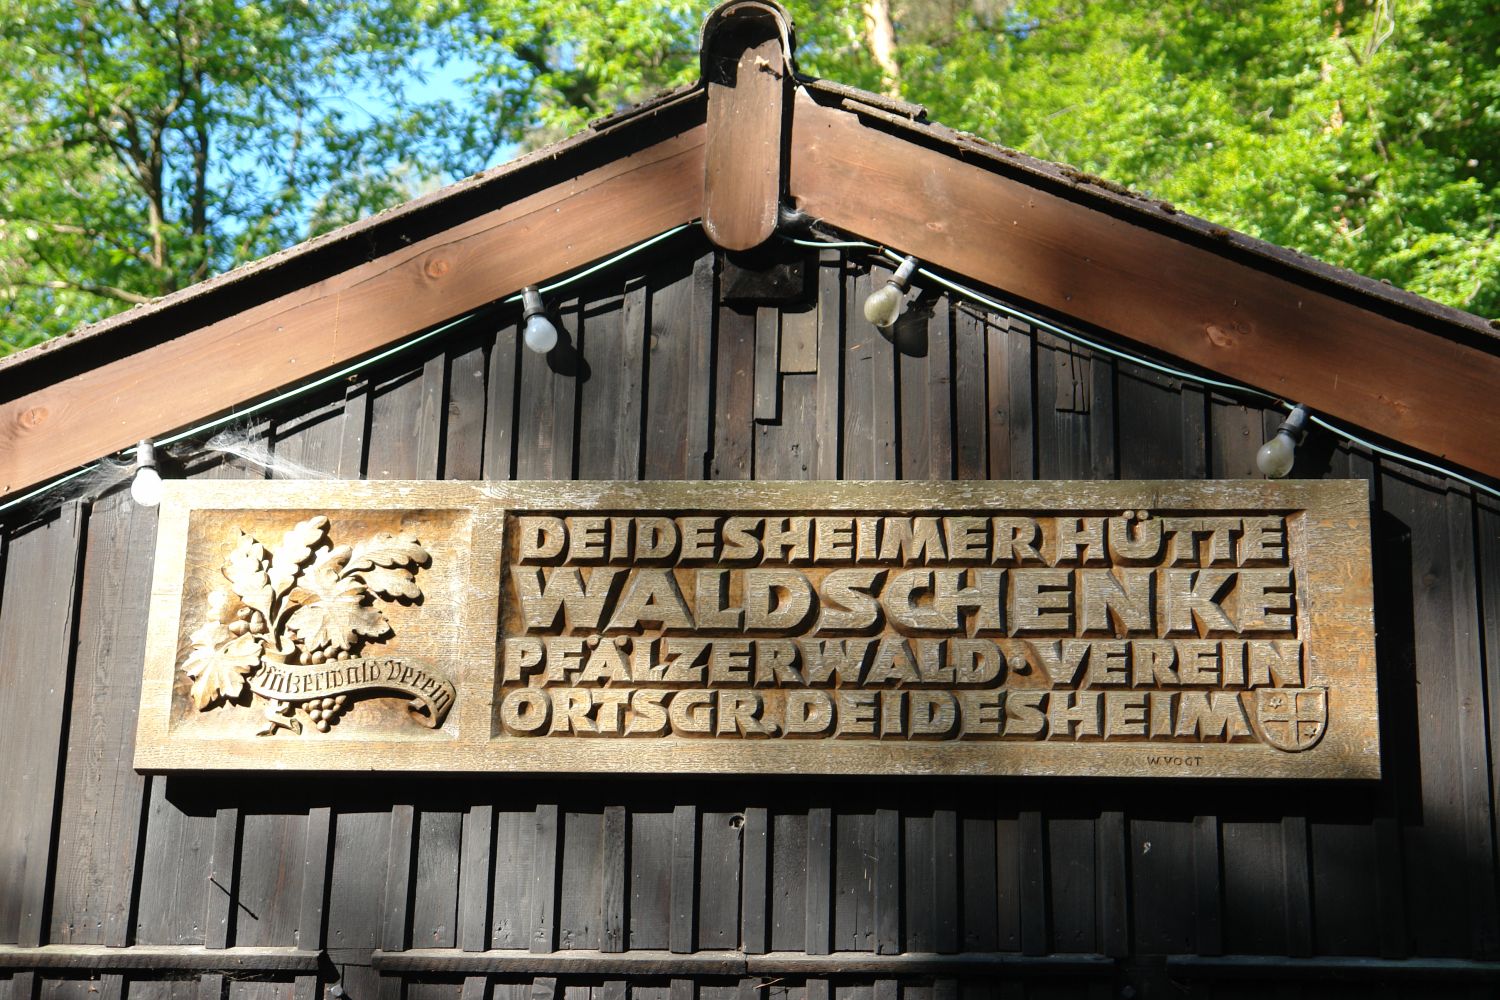 DEIDESHEIMER HÜTTE
WALDSCHENKE
PFÄLZERWALD·VEREIN
ORTSGR. DEIDESHEIM
Pfälzerwald Verein
W.VOGT